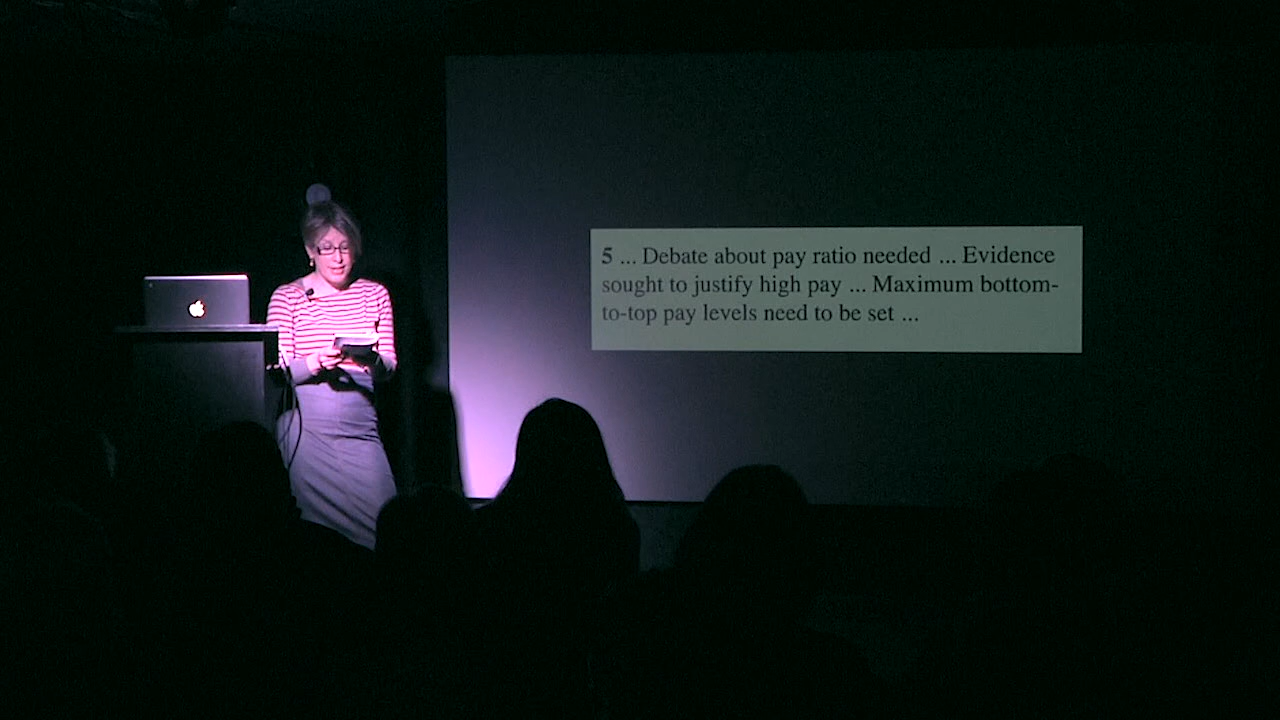 5 ... Debate about pay ratio needed ... Evidence
sought to justify high pay ... Maximum bottom-
to-top pay levels need to be set ...